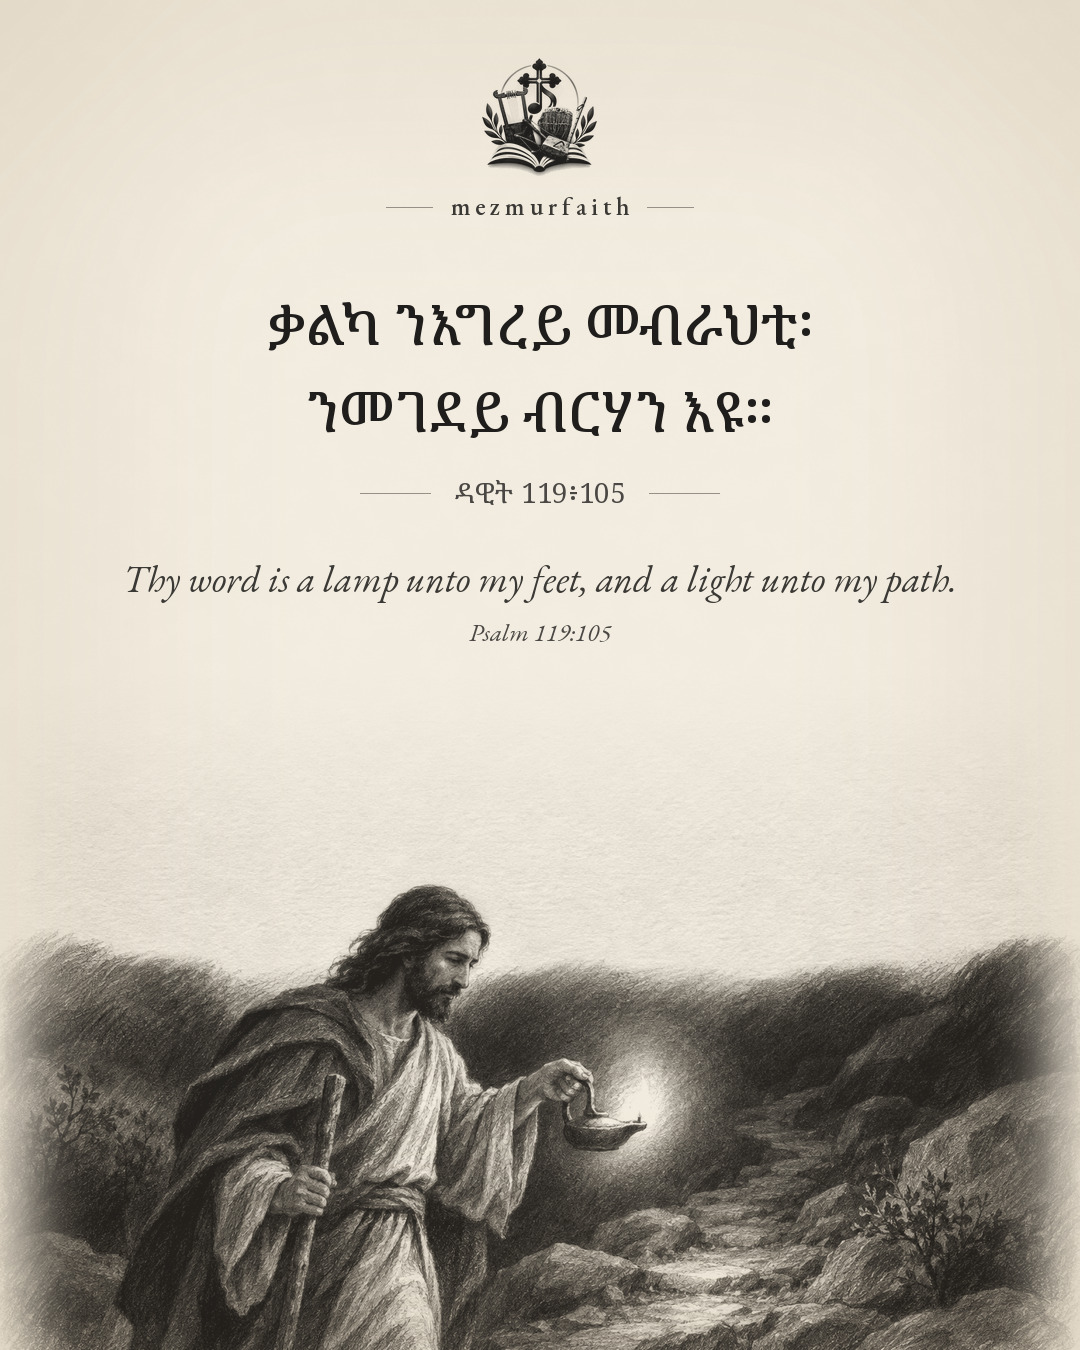 mezmurfaith
ቃልካ ንእግረይ መብራህቲ፡
ንመገደይ ብርሃን እዩ።
ዳዊት 119፥105
Thy word is a lamp unto my feet, and a light unto my path.
Psalm 119:105